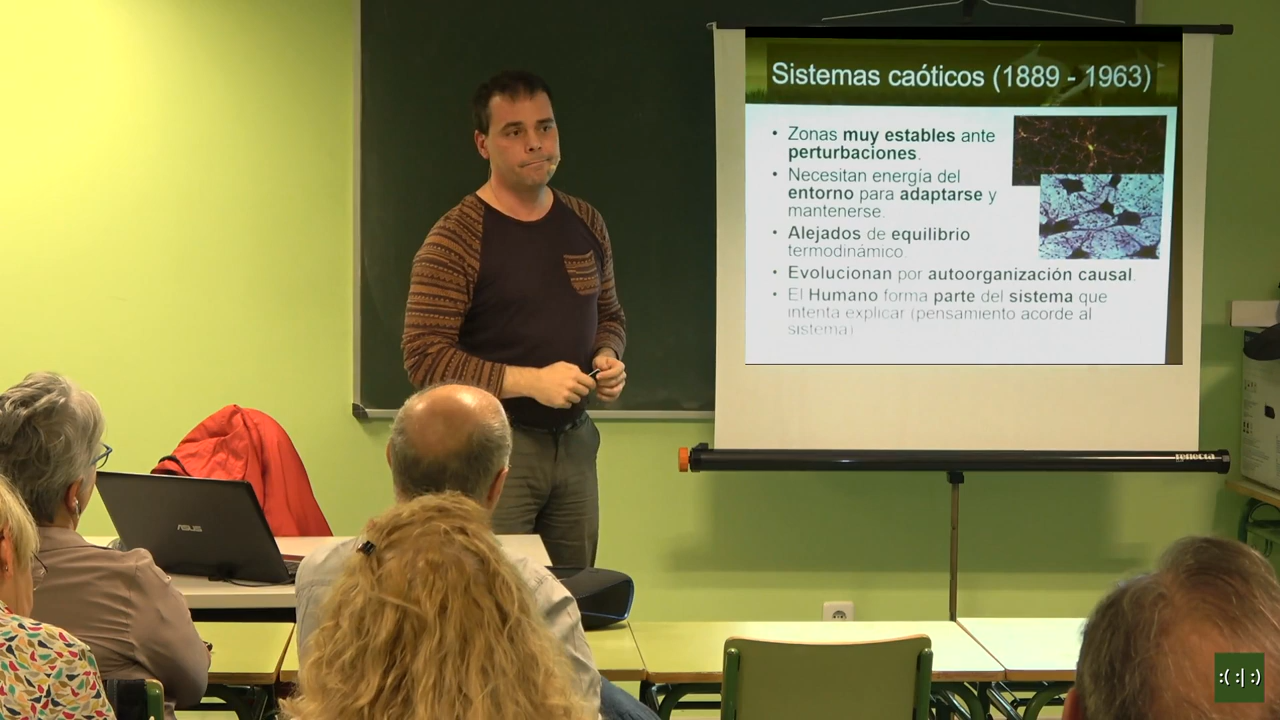 Sistemas caóticos (1889 - 1963)
• Zonas muy estables ante
perturbaciones.
• Necesitan energía del
entorno para adaptarse y
mantenerse.
• Alejados de equilibrio
termodinámico.
• Evolucionan por autoorganización causal.
• El Humano forma parte del sistema que
intenta explicar (pensamiento acorde al
sistema)
reflecta
ASUS
:( :| :)